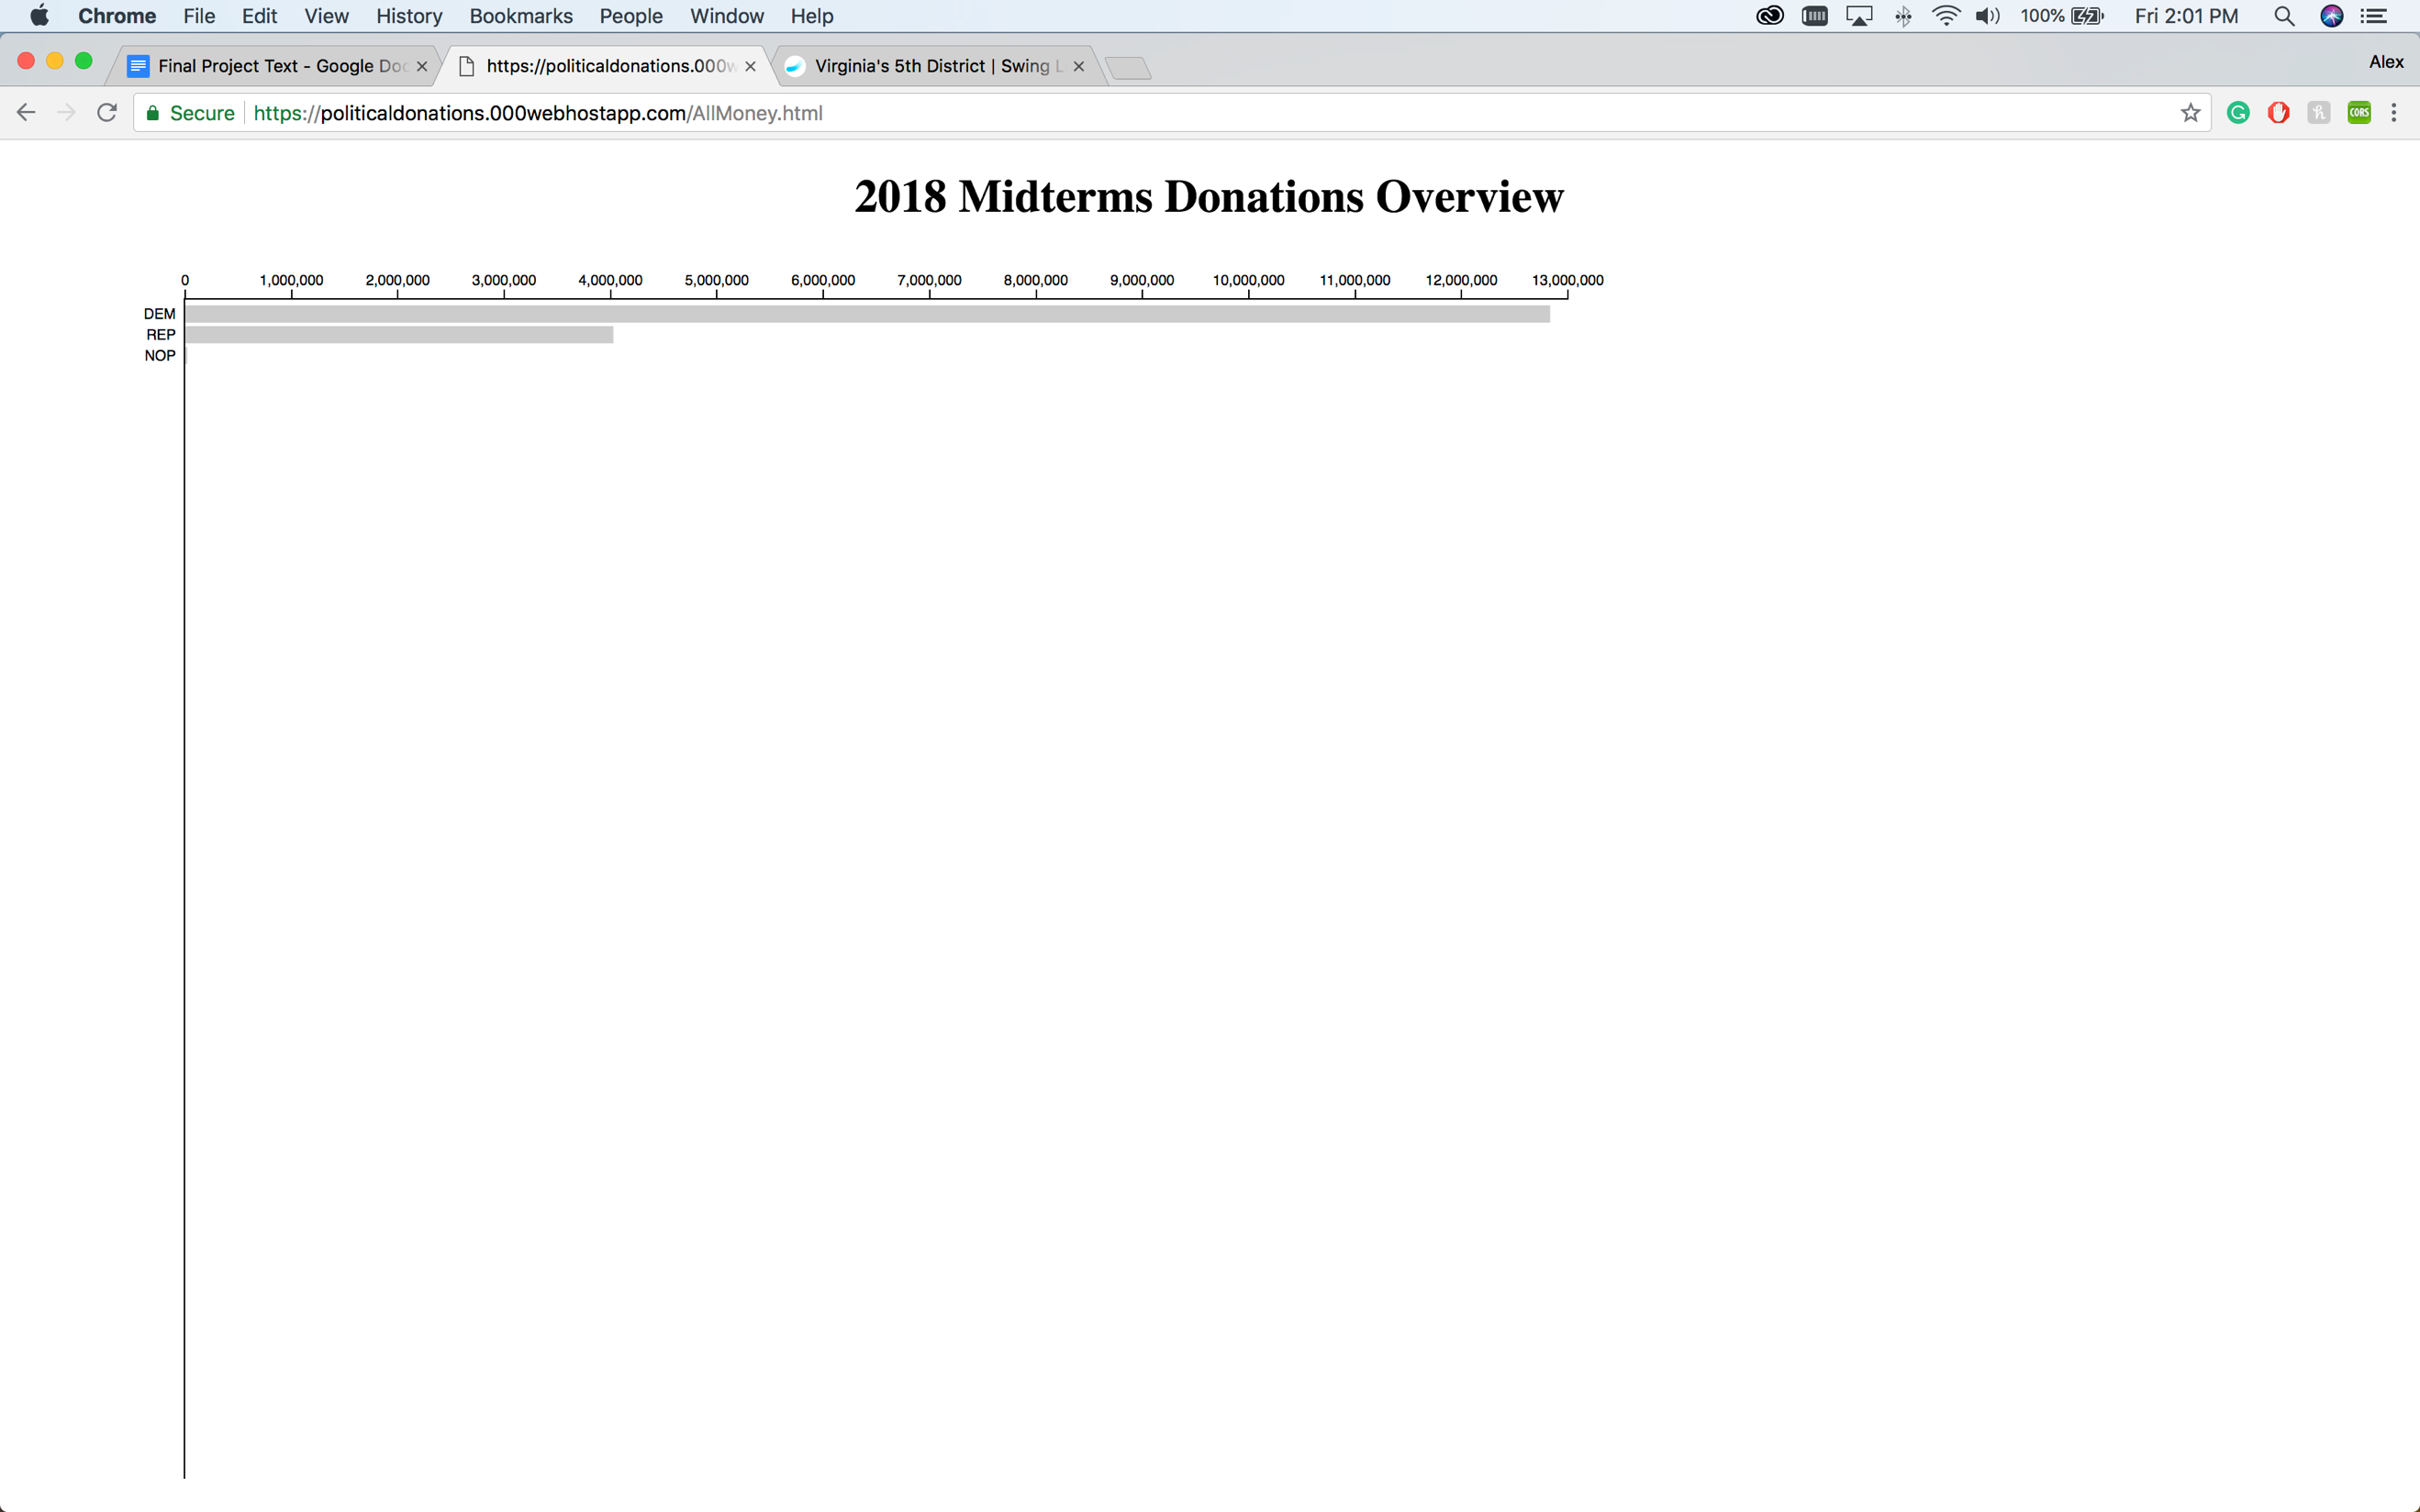 Chrome File Edit View History Bookmarks People Window Help 100% Fri 2:01 PM
Final Project Text - Google Doc https://politicaldonations.000w Virginia's 5th District | Swing L Alex
Secure https://politicaldonations.000webhostapp.com/AllMoney.html CORS
2018 Midterms Donations Overview
0 1,000,000 2,000,000 3,000,000 4,000,000 5,000,000 6,000,000 7,000,000 8,000,000 9,000,000 10,000,000 11,000,000 12,000,000 13,000,000
DEM
REP
NOP